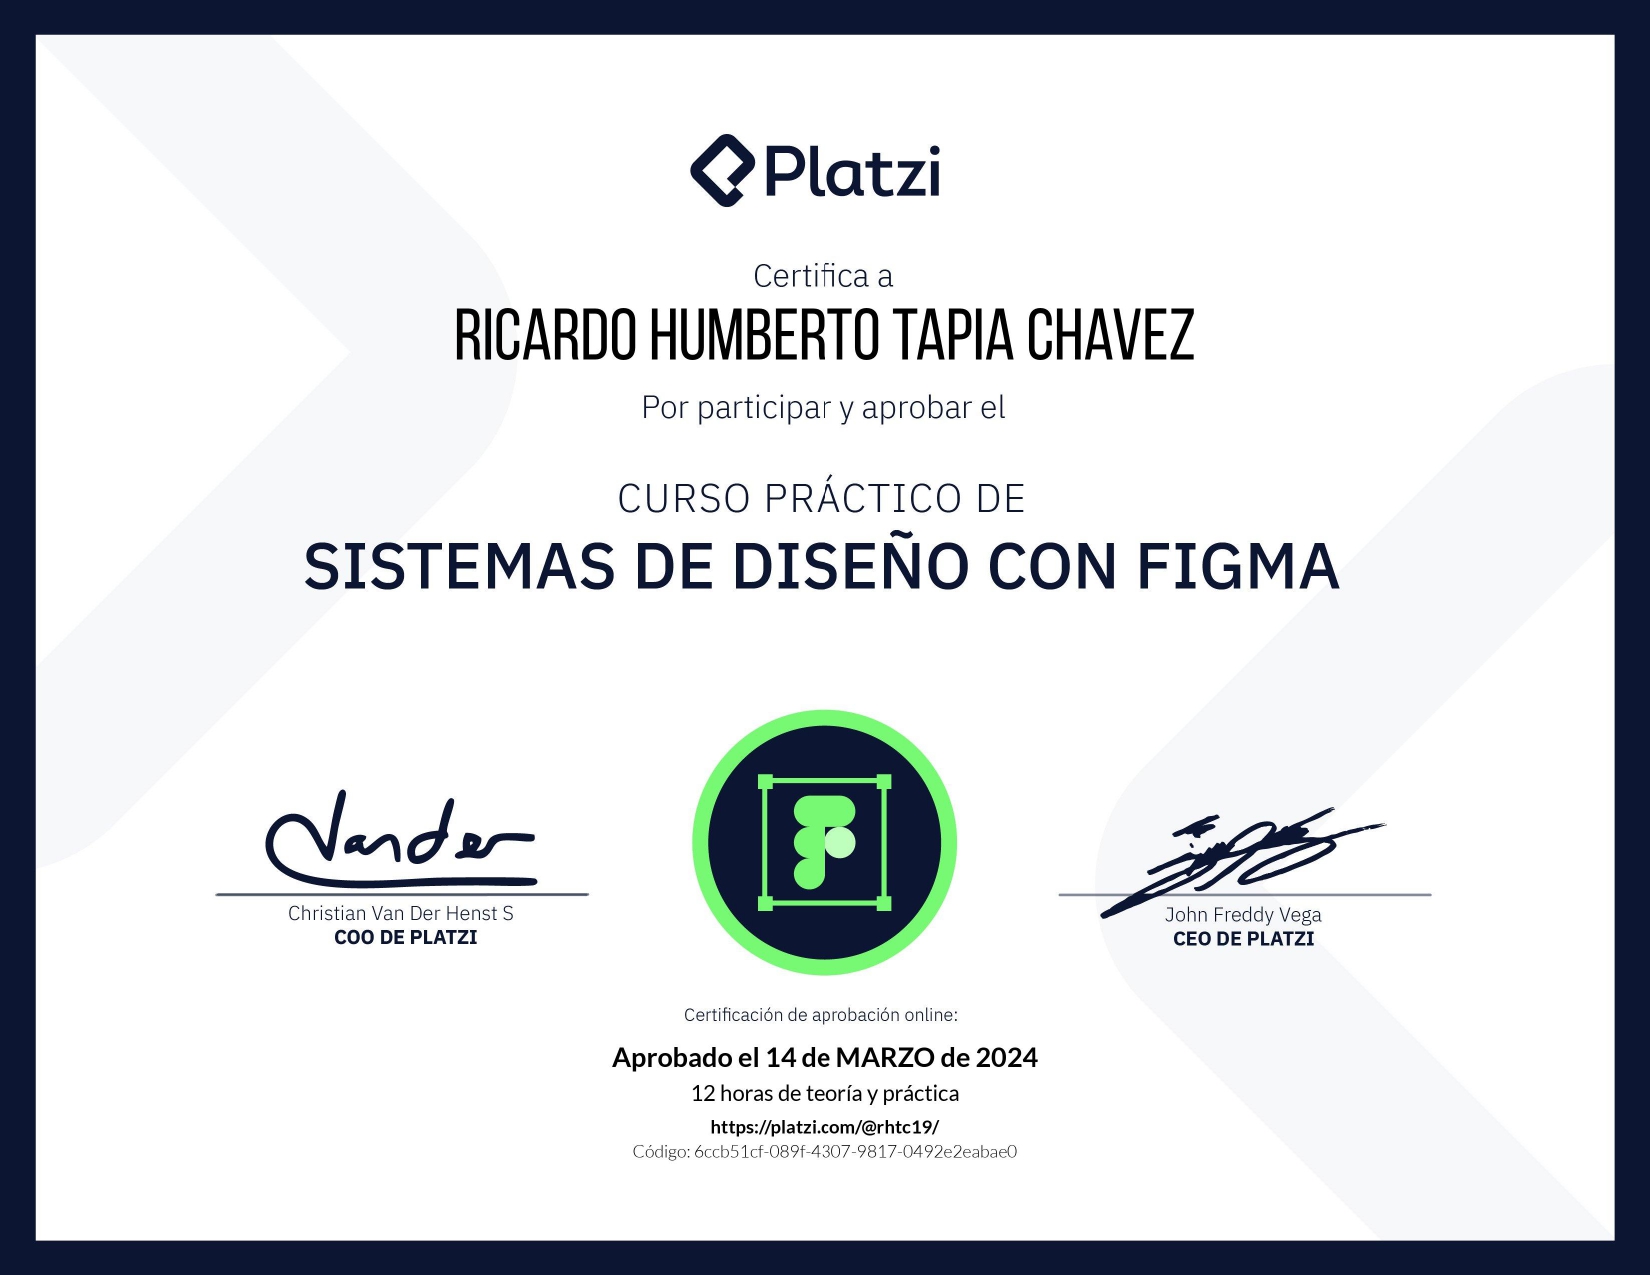 Platzi
Certifica a
RICARDO HUMBERTO TAPIA CHAVEZ
Por participar y aprobar el
CURSO PRÁCTICO DE
SISTEMAS DE DISEÑO CON FIGMA
Vander
Christian Van Der Henst S
COO DE PLATZI
John Freddy Vega
CEO DE PLATZI
Certificación de aprobación online:
Aprobado el 14 de MARZO de 2024
12 horas de teoría y práctica
https://platzi.com/@rhtc19/
Código: 6ccb51cf-089f-4307-9817-0492e2eabae0